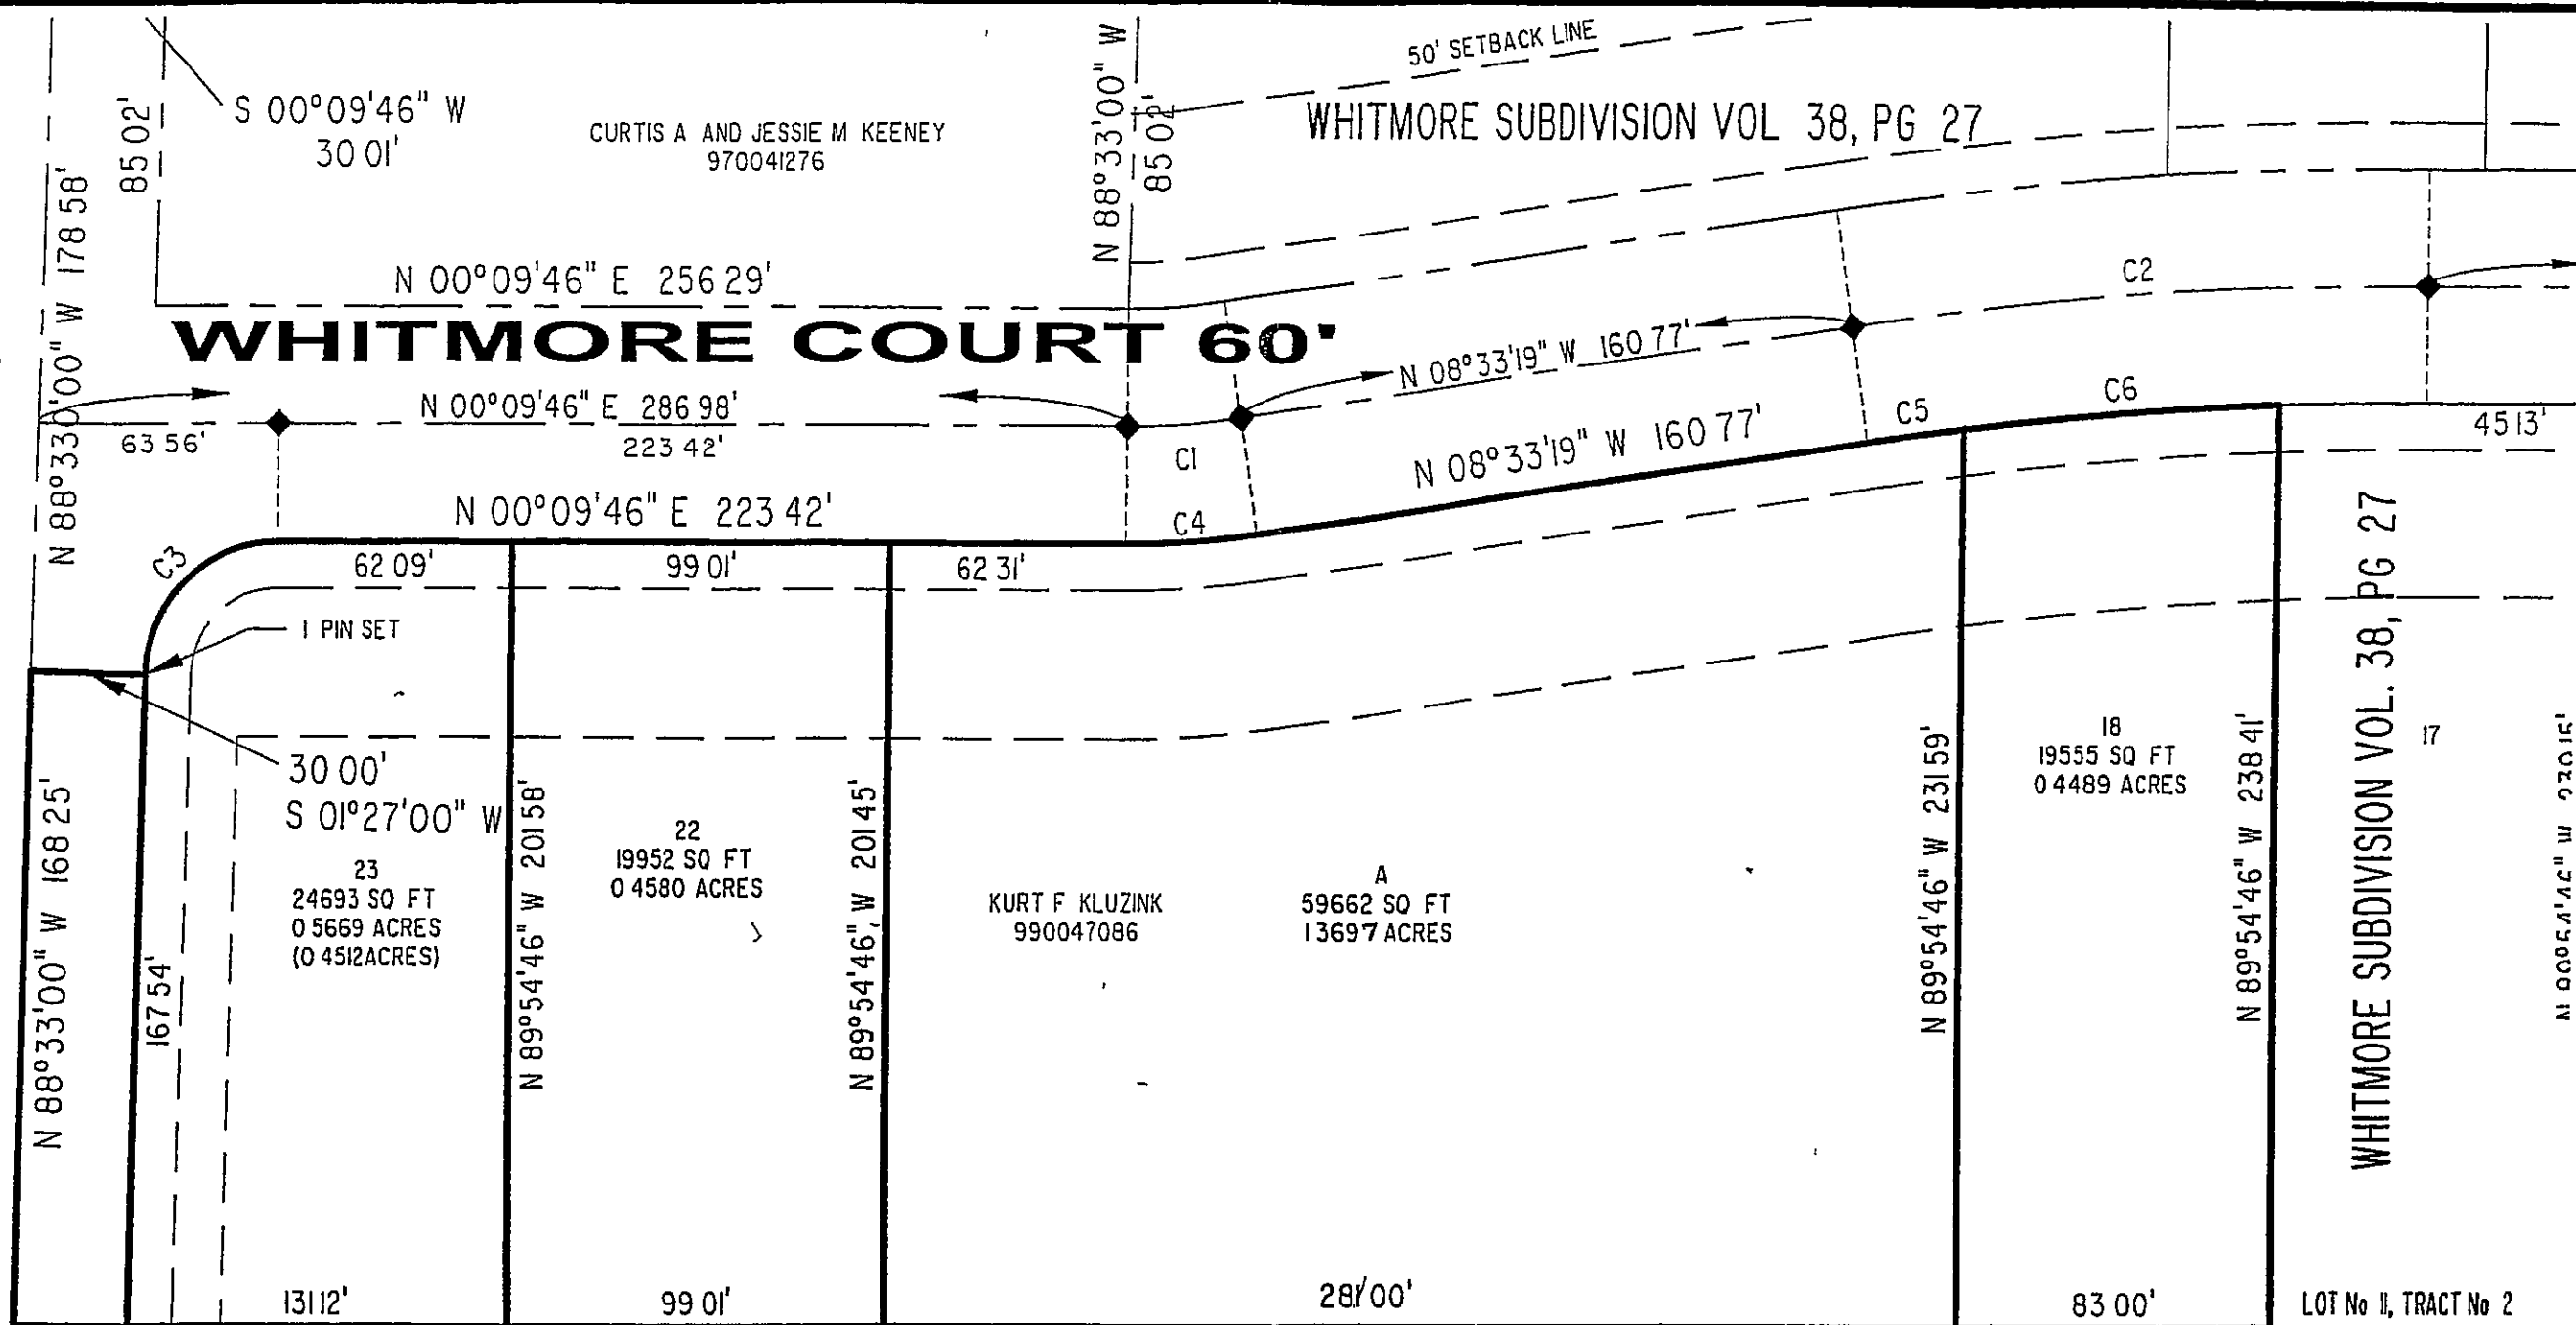 50' SETBACK LINE
S 00°09'46" W
30 01'
85 02'
CURTIS A AND JESSIE M KEENEY
970041276
N 88°33'00" W
85 02'
WHITMORE SUBDIVISION VOL 38, PG 27
N 88°33'00" W 178 58'
N 00°09'46" E 256 29'
WHITMORE COURT 60'
C2
N 08°33'19" W 160 77'
N 00°09'46" E 286 98'
63 56'
223 42'
C1
C5
C6
45 13'
N 08°33'19" W 160 77'
N 00°09'46" E 223 42'
C4
C3
62 09'
99 01'
62 31'
1 PIN SET
30 00'
S 01°27'00" W
N 88°33'00" W 168 25'
167 54'
23
24693 SQ FT
0 5669 ACRES
(0 4512ACRES)
N 89°54'46" W 201 58'
22
19952 SQ FT
0 4580 ACRES
N 89°54'46" W 201 45'
KURT F KLUZINK
990047086
A
59662 SQ FT
1 3697 ACRES
N 89°54'46" W 231 59'
18
19555 SQ FT
0 4489 ACRES
N 89°54'46" W 238 41'
WHITMORE SUBDIVISION VOL. 38, PG 27
17
131 12'
99 01'
281 00'
83 00'
LOT No 11, TRACT No 2